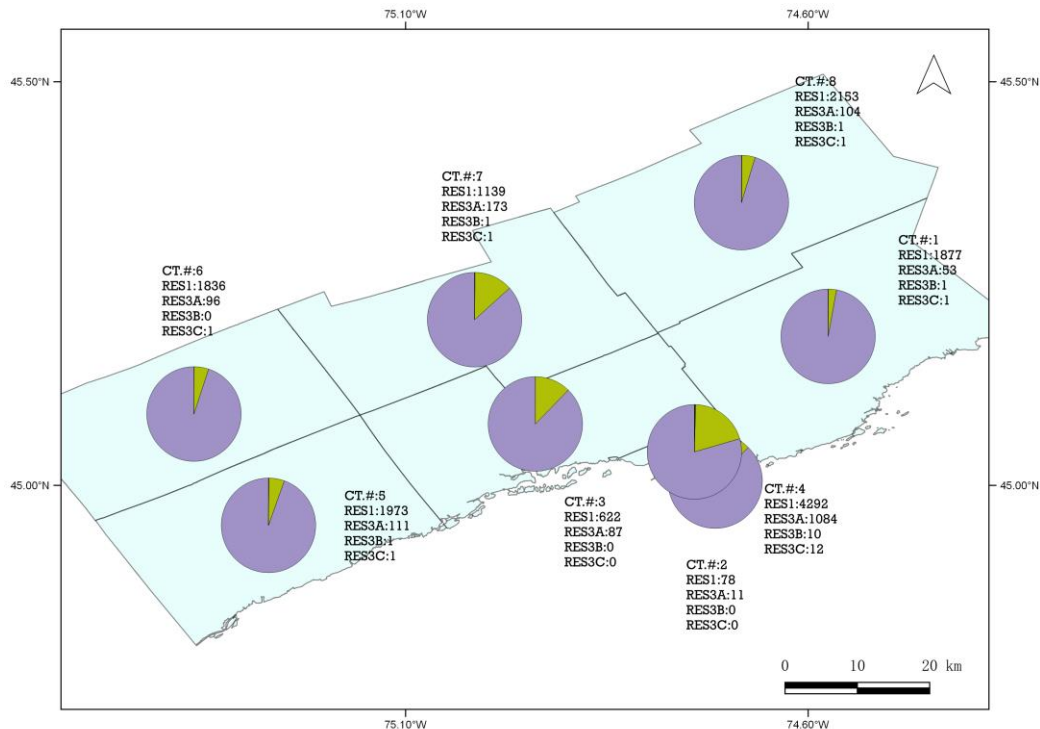 75.10°W
74.60°W
45.50°N
45.50°N
CT.#:8
RES1:2153
RES3A:104
RES3B:1
RES3C:1
CT.#:7
RES1:1139
RES3A:173
RES3B:1
RES3C:1
CT.#:1
RES1:1877
RES3A:53
RES3B:1
RES3C:1
CT.#:6
RES1:1836
RES3A:96
RES3B:0
RES3C:1
45.00°N
45.00°N
CT.#:5
RES1:1973
RES3A:111
RES3B:1
RES3C:1
CT.#:3
RES1:622
RES3A:87
RES3B:0
RES3C:0
CT.#:4
RES1:4292
RES3A:1084
RES3B:10
RES3C:12
CT.#:2
RES1:78
RES3A:11
RES3B:0
RES3C:0
0 10 20 km
75.10°W
74.60°W